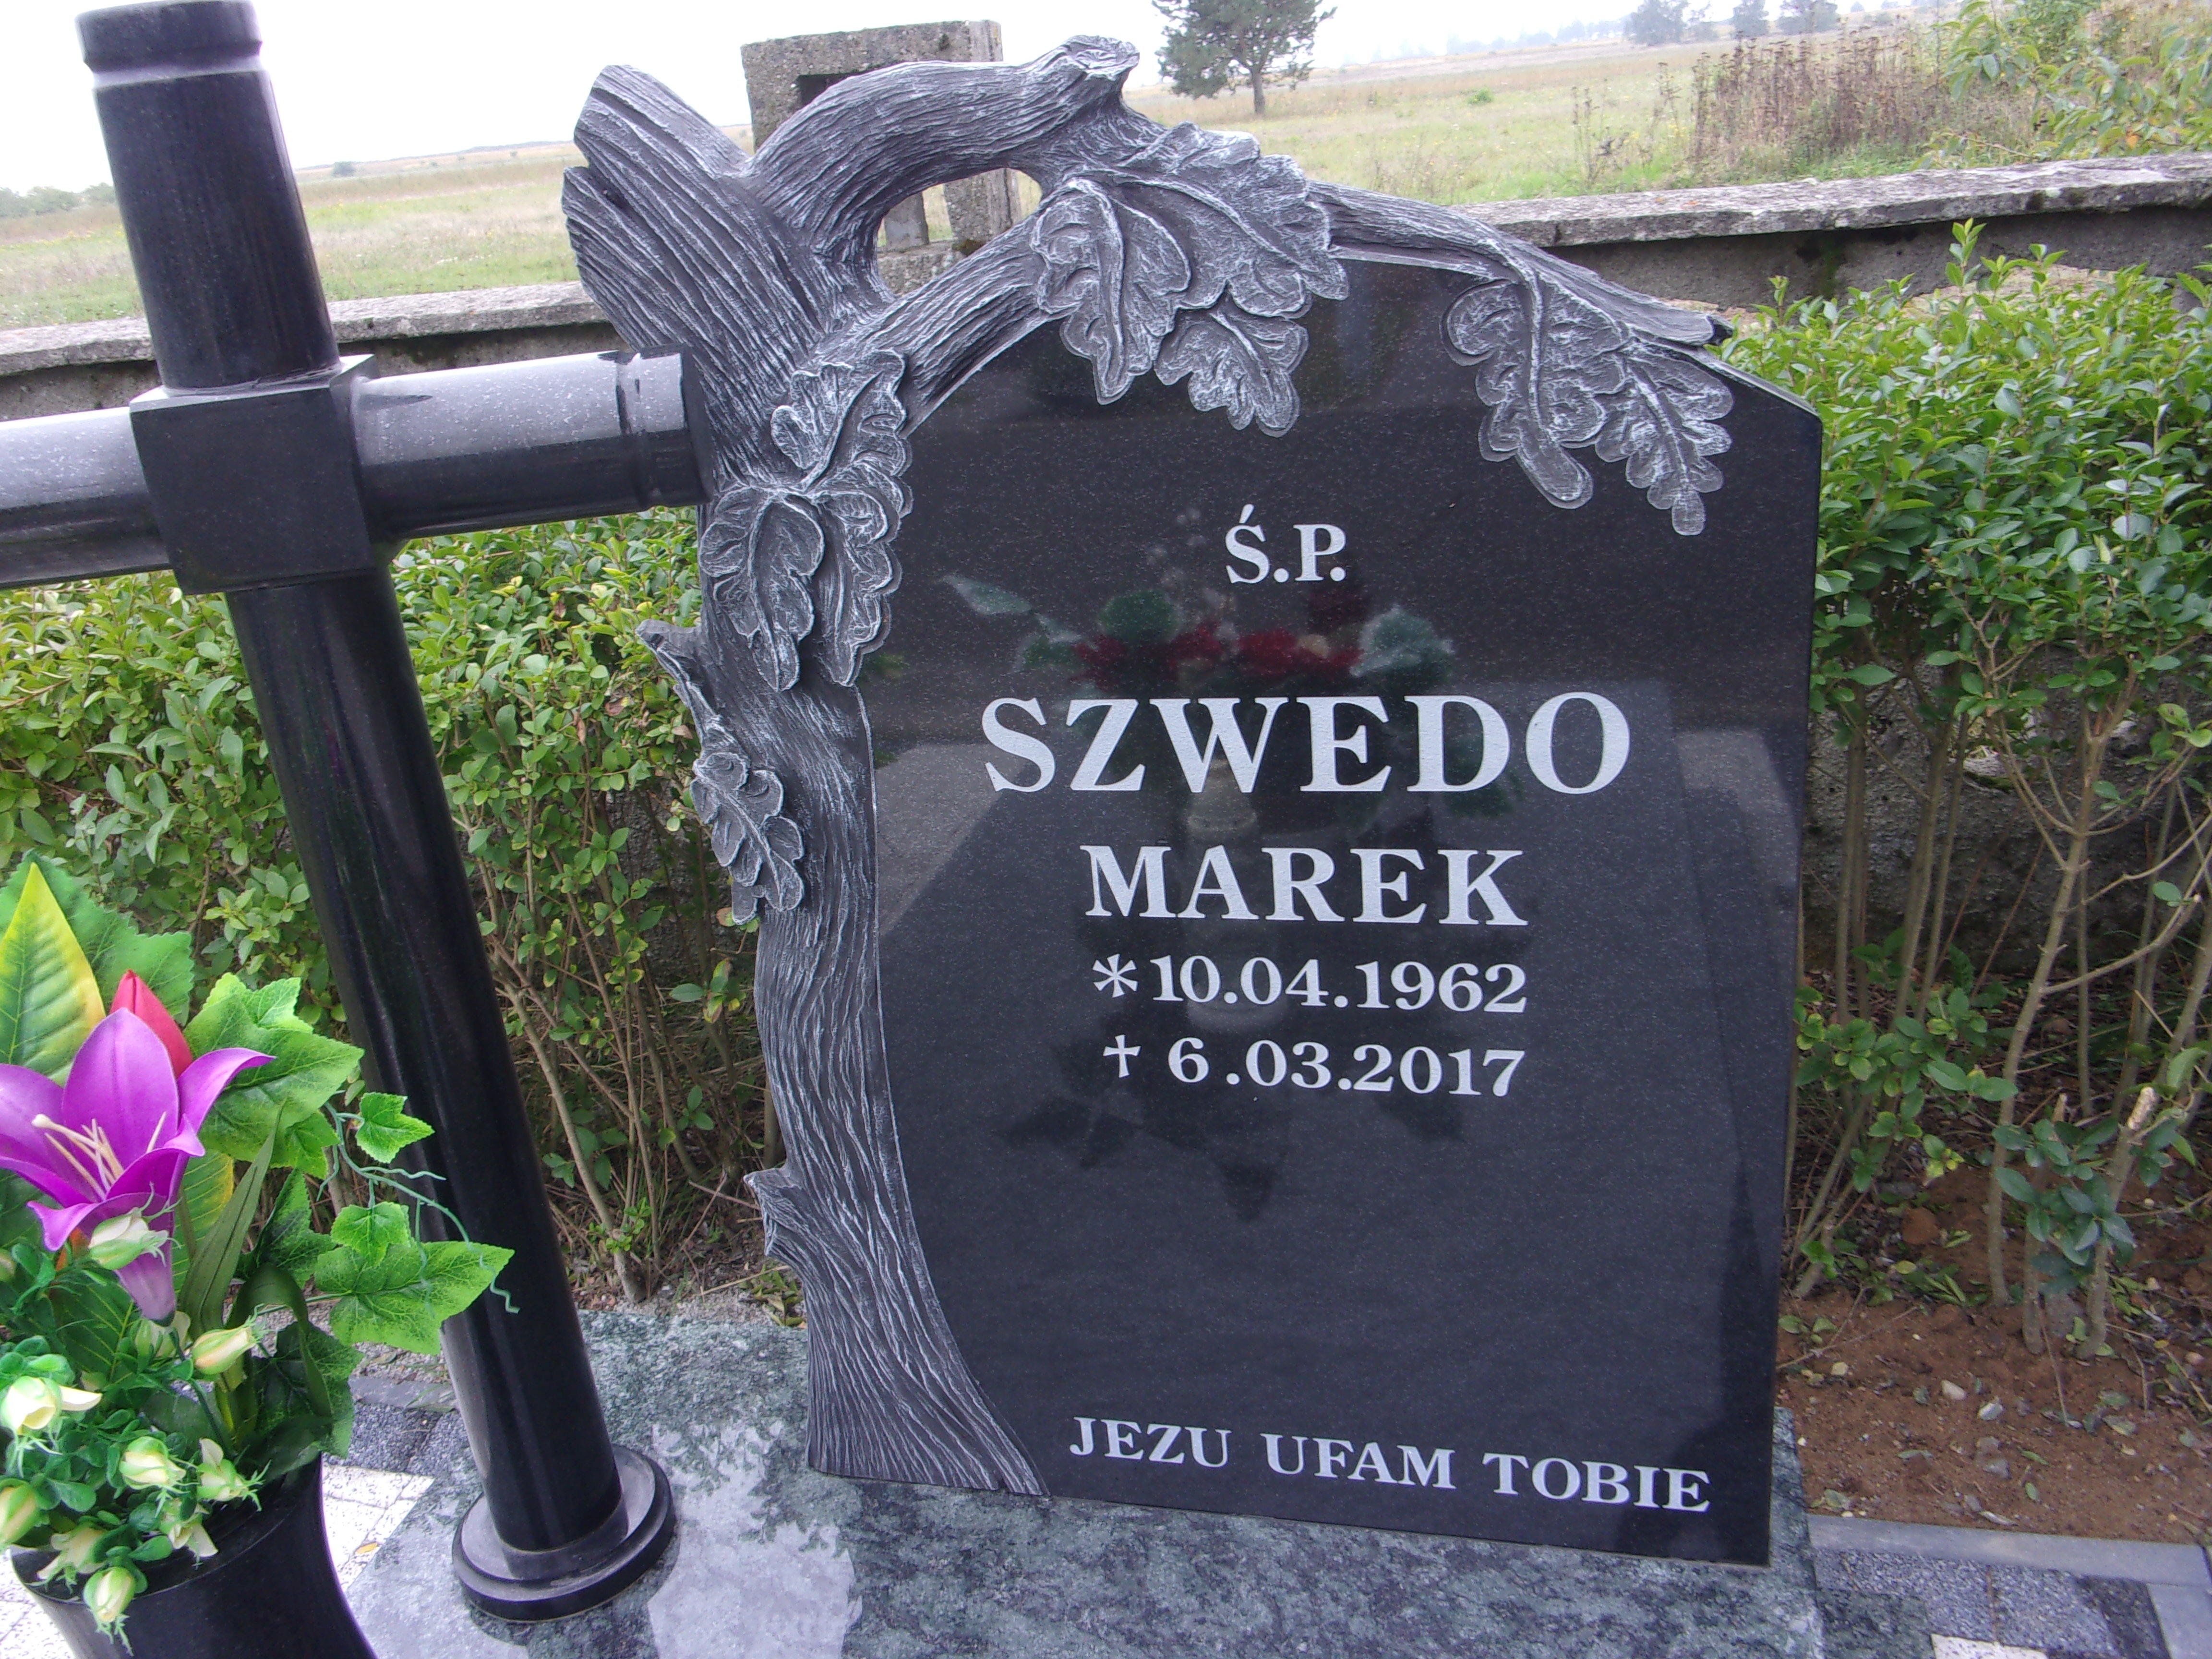 Ś.P.
SZWEDO
MAREK
*10.04.1962
† 6.03.2017
JEZU UFAM TOBIE